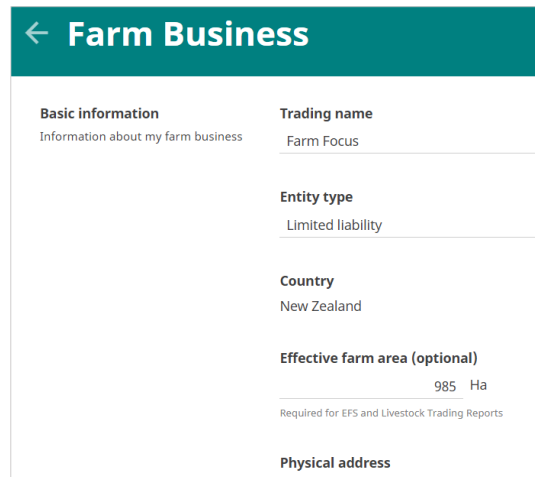 Farm Business
Basic information
Information about my farm business
Trading name
Farm Focus
Entity type
Limited liability
Country
New Zealand
Effective farm area (optional)
985 Ha
Required for EFS and Livestock Trading Reports
Physical address